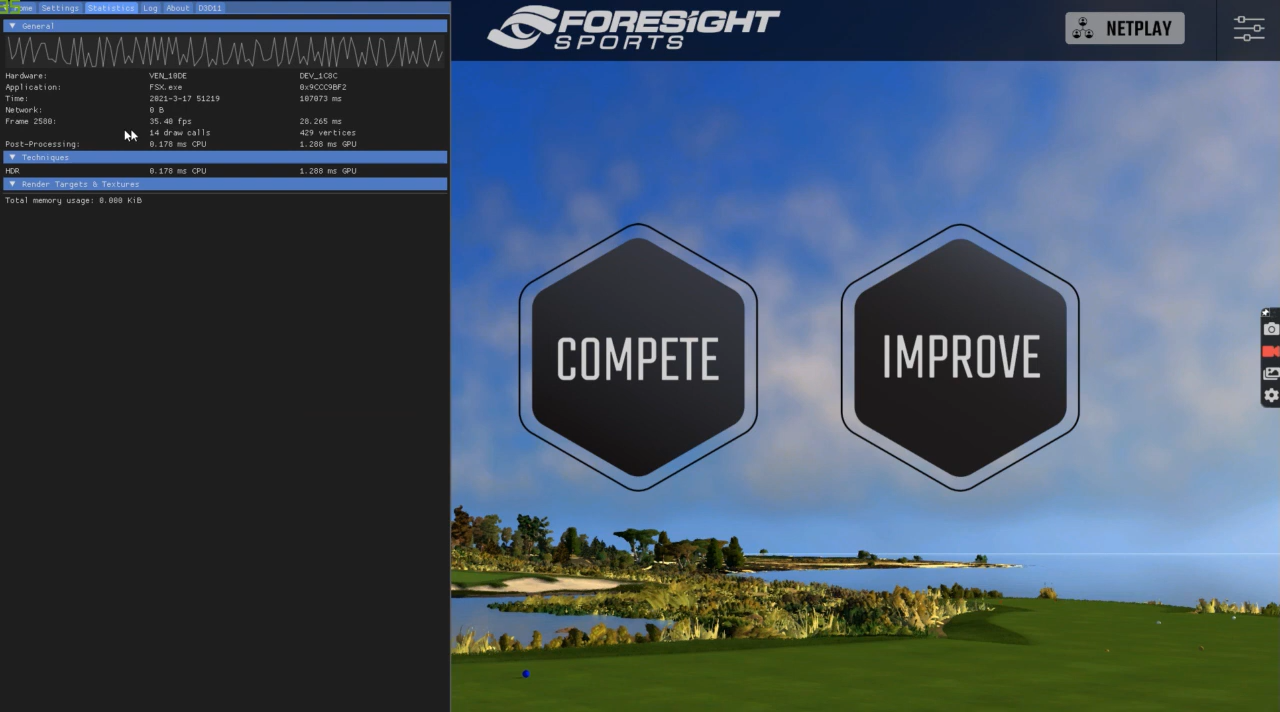 Settings Statistics Log About D3D11
General
Hardware: VEN_10DE DEV_1C8C
Application: FSX.exe 0x9CCC9BF2
Time: 2021-3-17 51219 107073 ms
Network: 0 B
Frame 2580: 35.40 fps 28.265 ms
14 draw calls 429 vertices
Post-Processing: 0.178 ms CPU 1.288 ms GPU
Techniques
HDR 0.178 ms CPU 1.288 ms GPU
Render Targets & Textures
Total memory usage: 0.000 KiB
FORESIGHT
SPORTS
NETPLAY
COMPETE
IMPROVE